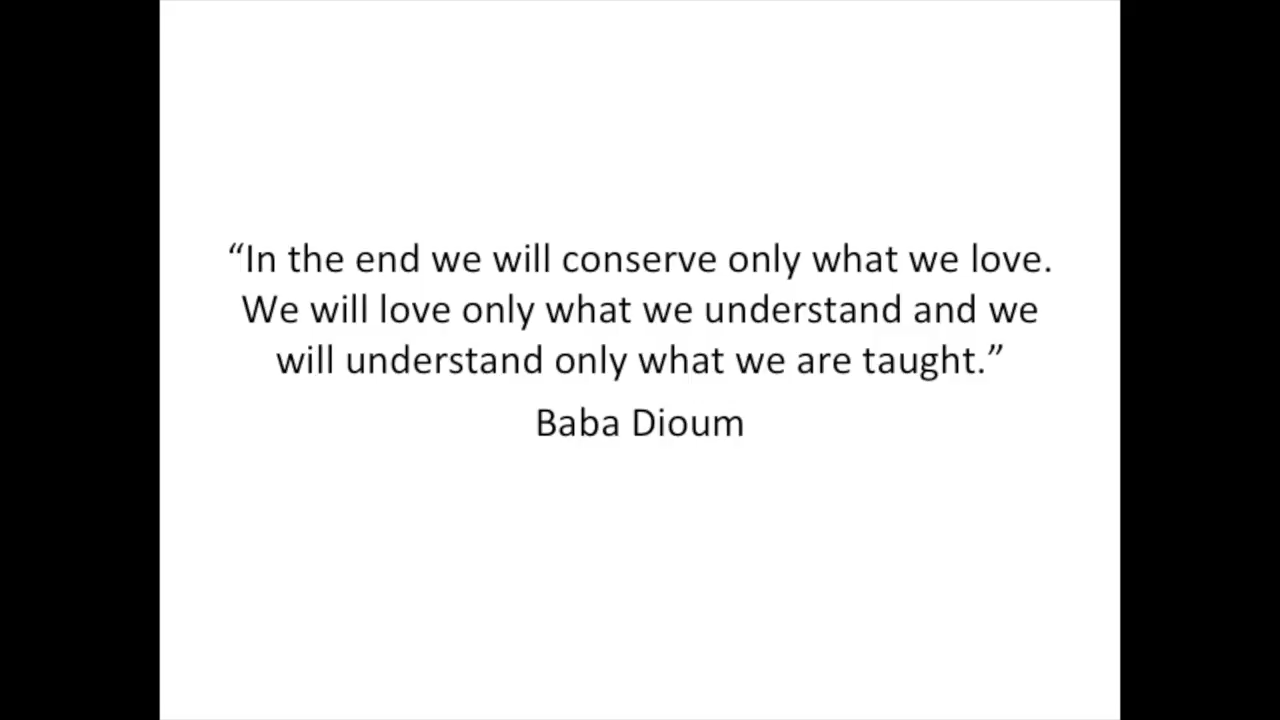 “In the end we will conserve only what we love.
We will love only what we understand and we
will understand only what we are taught.”
Baba Dioum